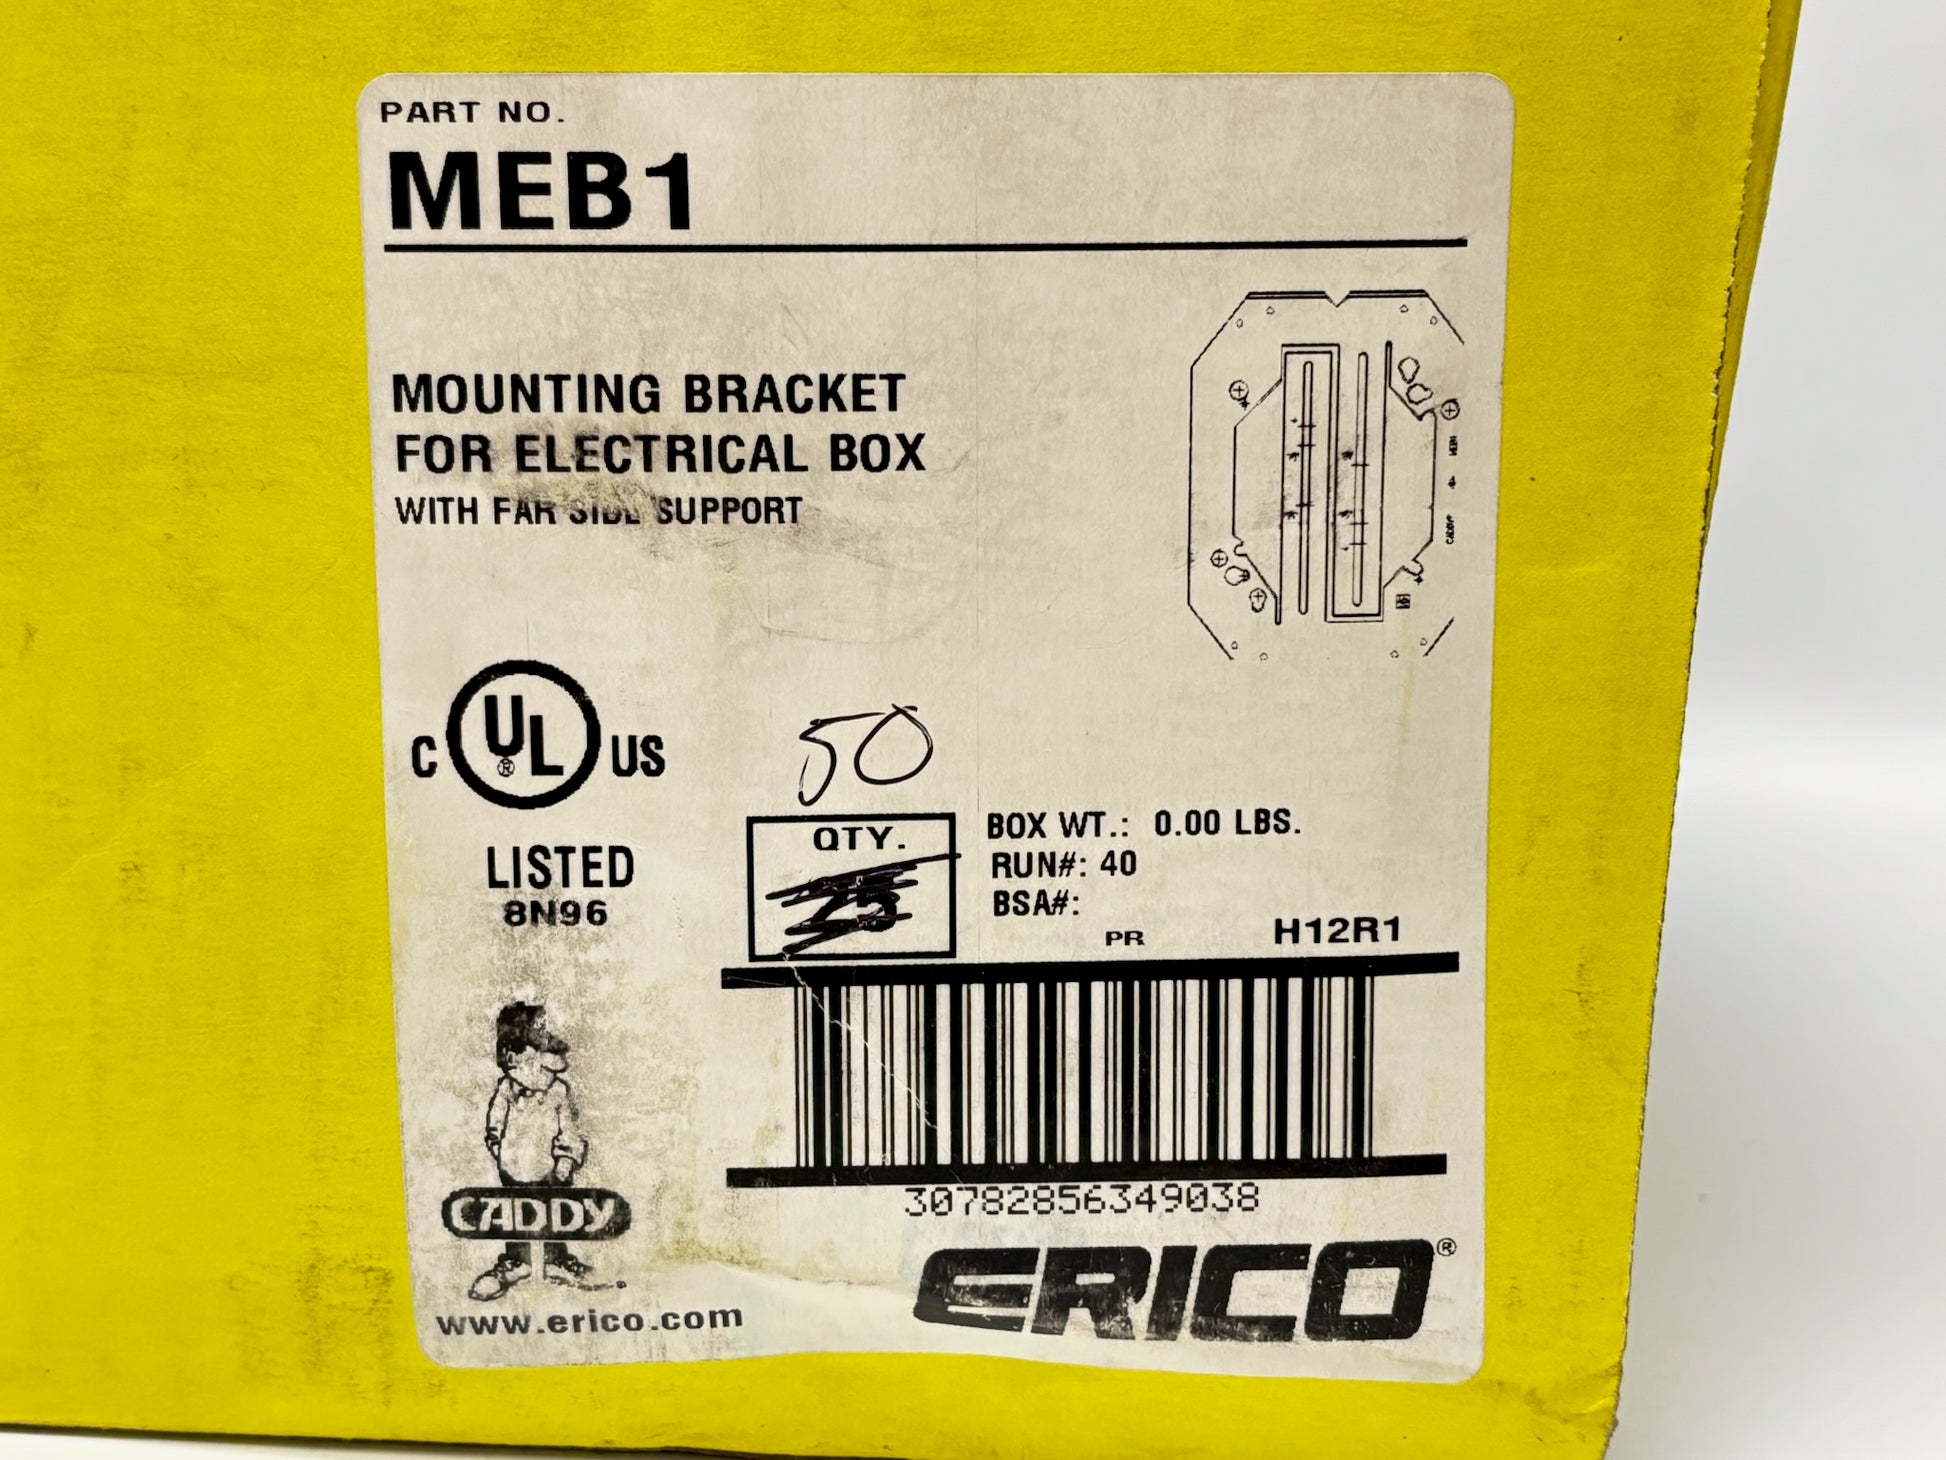 PART NO.
MEB1
MOUNTING BRACKET
FOR ELECTRICAL BOX
WITH FAR SIDE SUPPORT
C UL® US
LISTED
8N96
50
QTY.
BOX WT.: 0.00 LBS.
RUN#: 40
BSA#:
PR H12R1
30782856349038
CADDY
www.erico.com
ERICO®